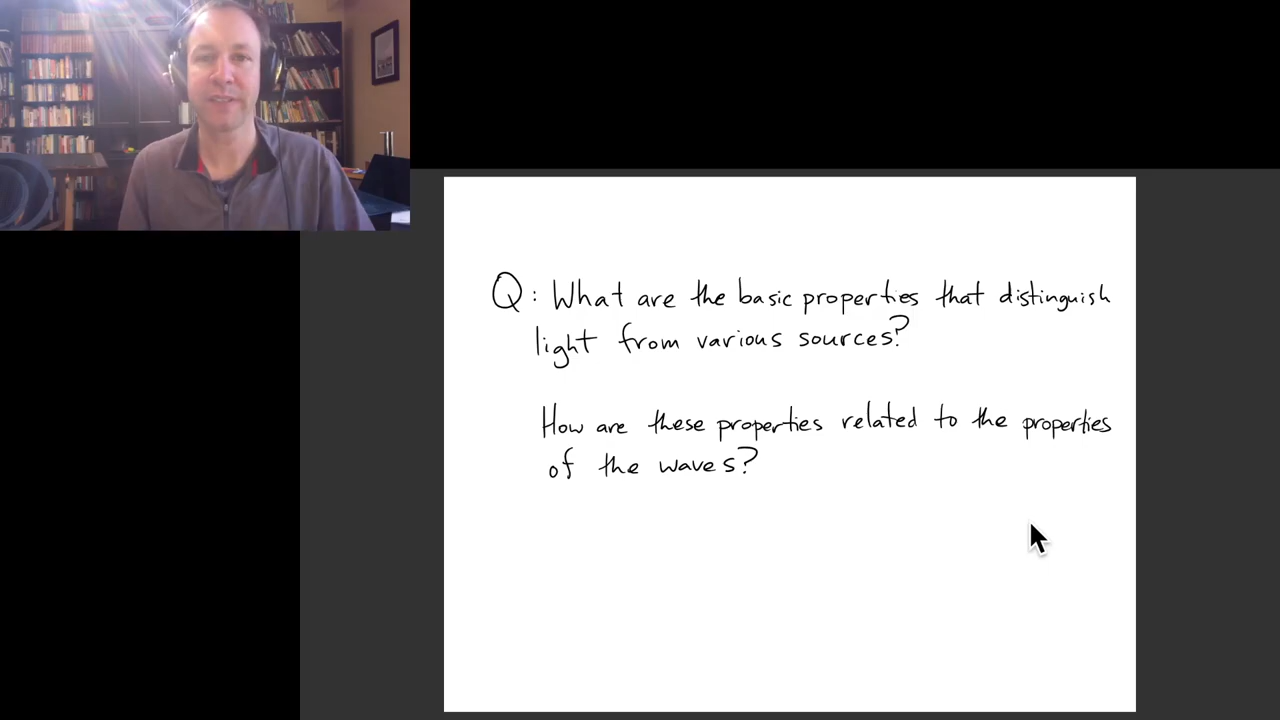 Q: What are the basic properties that distinguish
light from various sources?
How are these properties related to the properties
of the waves?